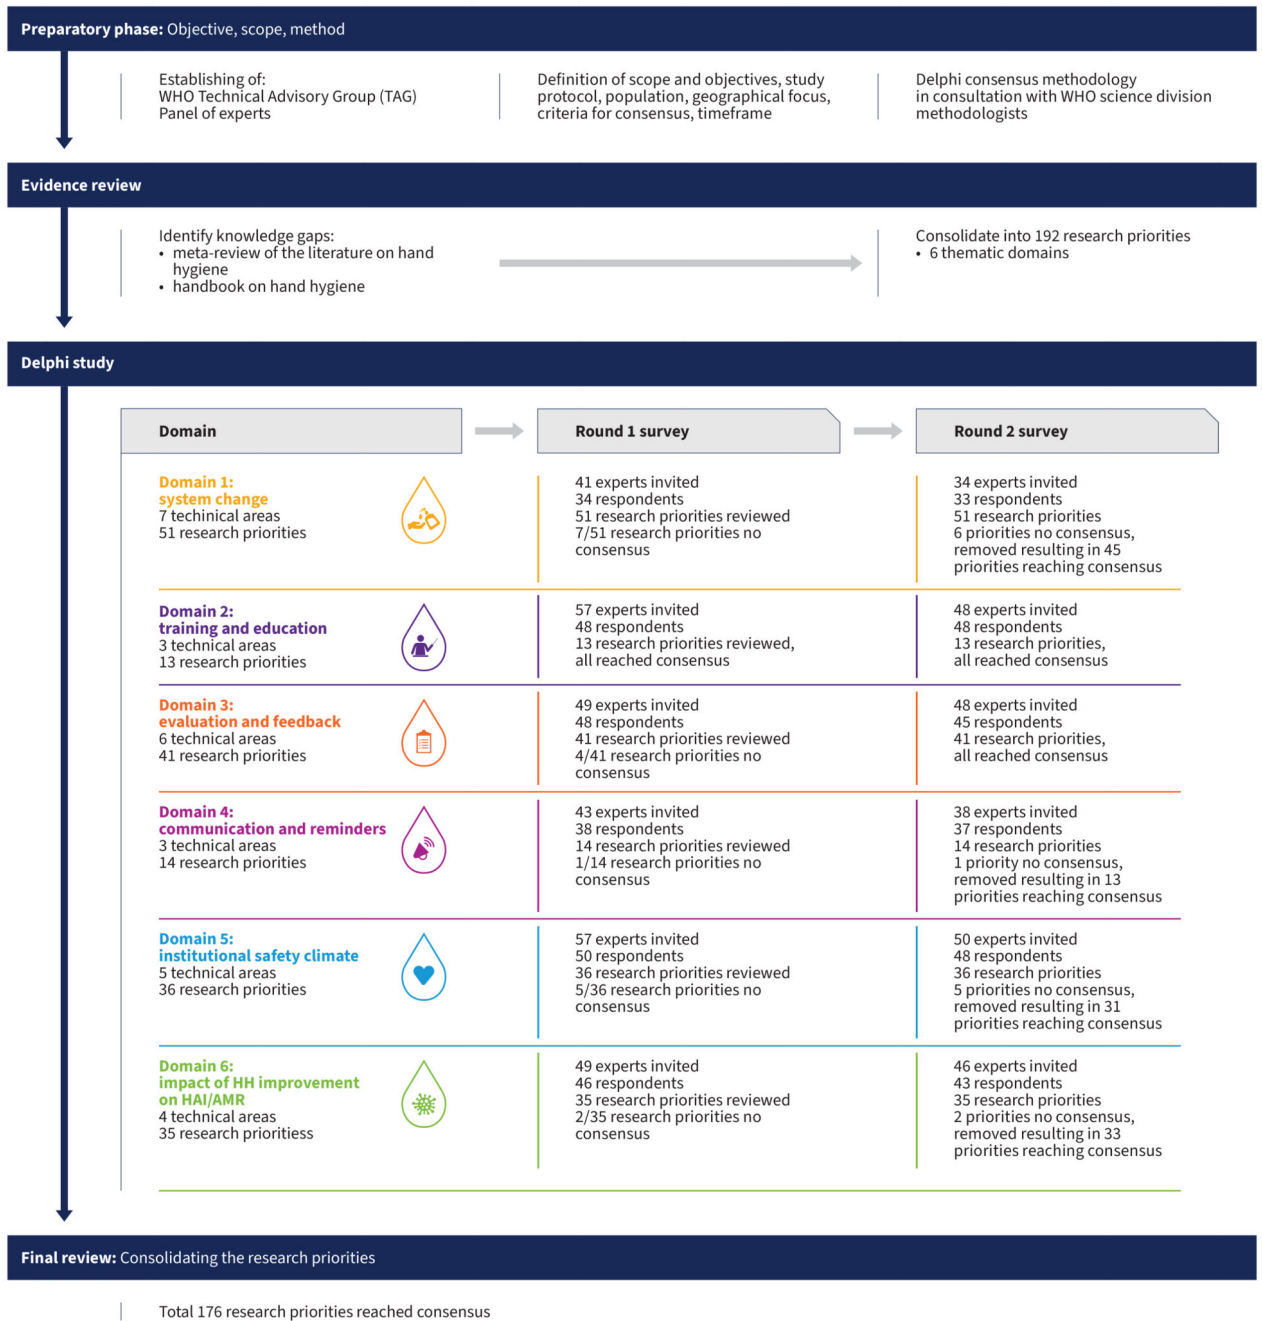 Preparatory phase: Objective, scope, method
Establishing of:
WHO Technical Advisory Group (TAG)
Panel of experts
Definition of scope and objectives, study
protocol, population, geographical focus,
criteria for consensus, timeframe
Delphi consensus methodology
in consultation with WHO science division
methodologists
Evidence review
Identify knowledge gaps:
• meta-review of the literature on hand
hygiene
• handbook on hand hygiene
Consolidate into 192 research priorities
• 6 thematic domains
Delphi study
Domain
Round 1 survey
Round 2 survey
Domain 1:
system change
7 techinical areas
51 research priorities
41 experts invited
34 respondents
51 research priorities reviewed
7/51 research priorities no
consensus
34 experts invited
33 respondents
51 research priorities
6 priorities no consensus,
removed resulting in 45
priorities reaching consensus
Domain 2:
training and education
3 technical areas
13 research priorities
57 experts invited
48 respondents
13 research priorities reviewed,
all reached consensus
48 experts invited
48 respondents
13 research priorities,
all reached consensus
Domain 3:
evaluation and feedback
6 technical areas
41 research priorities
49 experts invited
48 respondents
41 research priorities reviewed
4/41 research priorities no
consensus
48 experts invited
45 respondents
41 research priorities,
all reached consensus
Domain 4:
communication and reminders
3 technical areas
14 research priorities
43 experts invited
38 respondents
14 research priorities reviewed
1/14 research priorities no
consensus
38 experts invited
37 respondents
14 research priorities
1 priority no consensus,
removed resulting in 13
priorities reaching consensus
Domain 5:
institutional safety climate
5 technical areas
36 research priorities
57 experts invited
50 respondents
36 research priorities reviewed
5/36 research priorities no
consensus
50 experts invited
48 respondents
36 research priorities
5 priorities no consensus,
removed resulting in 31
priorities reaching consensus
Domain 6:
impact of HH improvement
on HAI/AMR
4 technical areas
35 research prioritiess
49 experts invited
46 respondents
35 research priorities reviewed
2/35 research priorities no
consensus
46 experts invited
43 respondents
35 research priorities
2 priorities no consensus,
removed resulting in 33
priorities reaching consensus
Final review: Consolidating the research priorities
Total 176 research priorities reached consensus